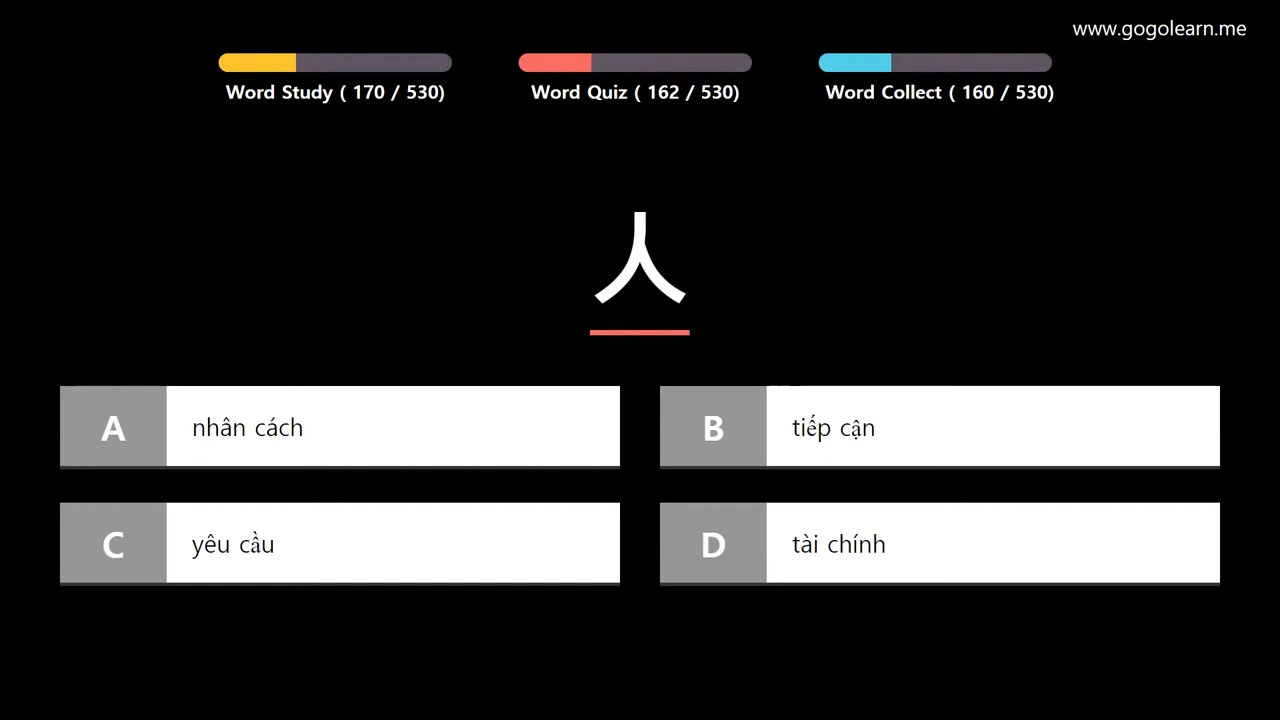 www.gogolearn.me
Word Study ( 170 / 530)
Word Quiz ( 162 / 530)
Word Collect ( 160 / 530)
ㅅ
A nhân cách
B tiếp cận
C yêu cầu
D tài chính